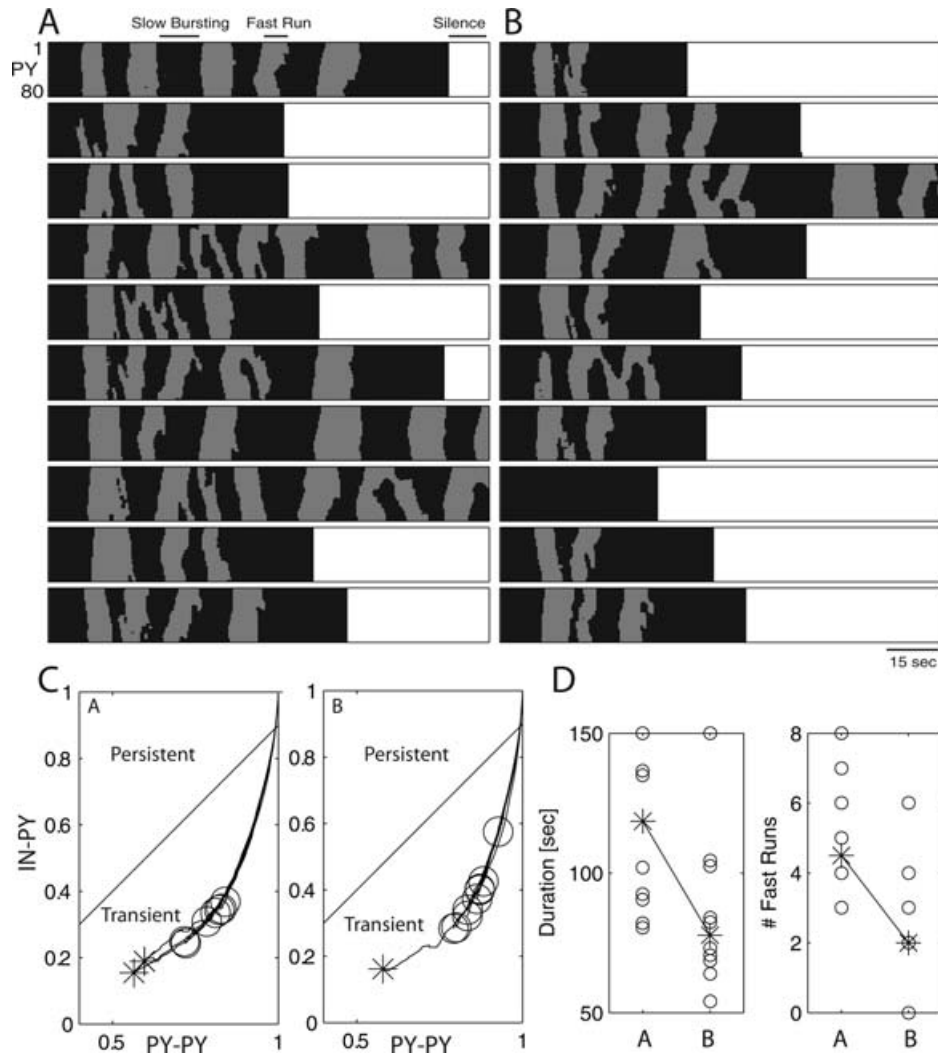 A
Slow Bursting Fast Run Silence
B
1
PY
80
15 sec
C
D
1
A
Persistent
0.8
0.6
IN-PY
0.4
Transient
0.2
0
0.5
PY-PY
1
1
B
Persistent
0.8
0.6
0.4
Transient
0.2
0
0.5
PY-PY
1
150
Duration [sec]
100
50
A B
8
6
# Fast Runs
4
2
0
A B